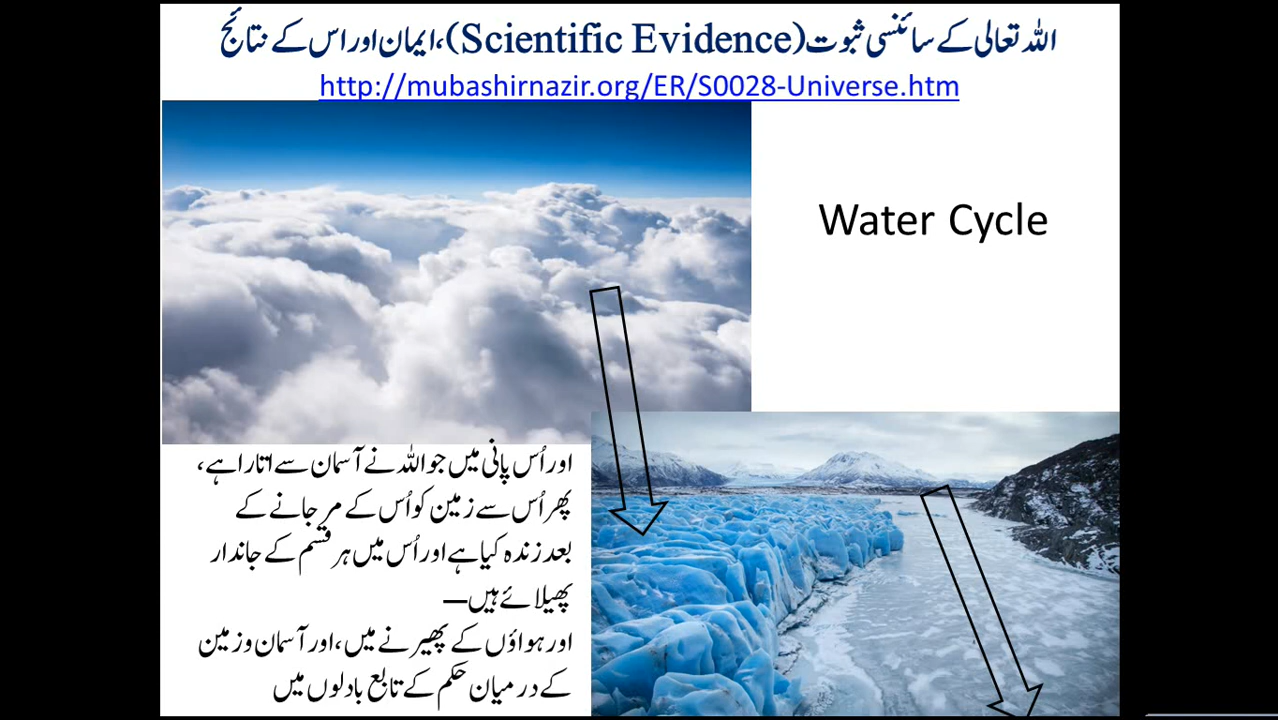 اللہ تعالی کے سائنسی ثبوت (Scientific Evidence)، ایمان اور اس کے نتائج
http://mubashirnazir.org/ER/S0028-Universe.htm
Water Cycle
اور اُس پانی میں جو اللہ نے آسمان سے اتارا ہے،
پھر اُس سے زمین کو اُس کے مر جانے کے
بعد زندہ کیا ہے اور اُس میں ہر قسم کے جاندار
پھیلائے ہیں—
اور ہواؤں کے پھیرنے میں، اور آسمان و زمین
کے درمیان حکم کے تابع بادلوں میں